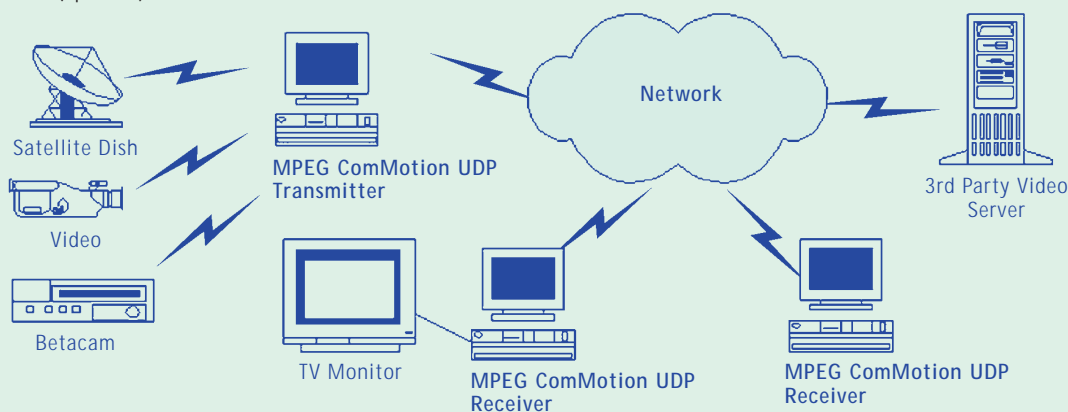 Network
Satellite Dish
MPEG ComMotion UDP
Transmitter
3rd Party Video
Server
Video
Betacam
TV Monitor
MPEG ComMotion UDP
Receiver
MPEG ComMotion UDP
Receiver